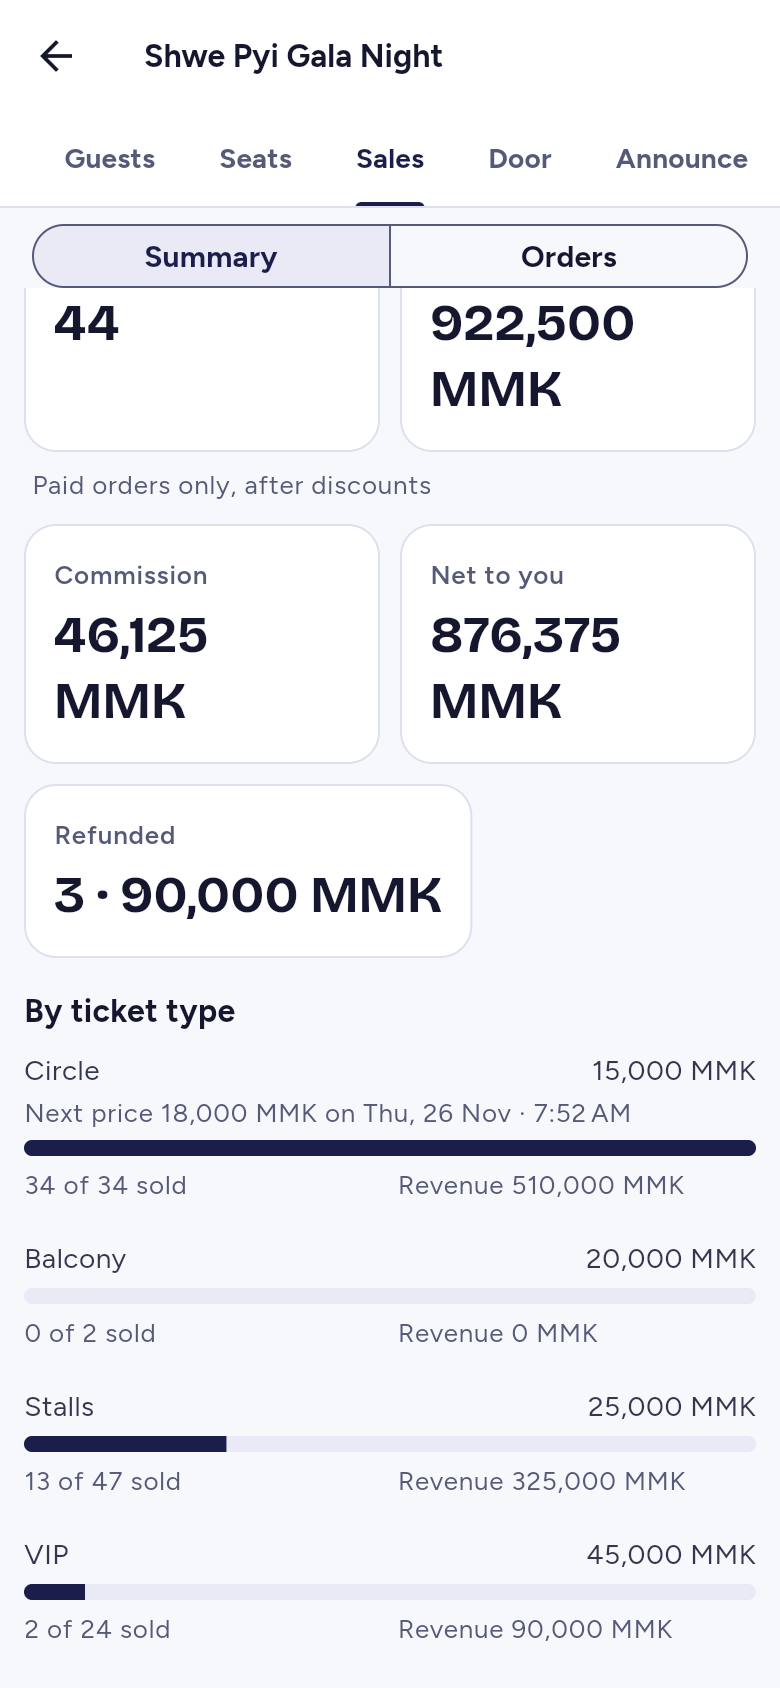 Shwe Pyi Gala Night
Guests Seats Sales Door Announce
Summary Orders
44
922,500
MMK
Paid orders only, after discounts
Commission
46,125
MMK
Net to you
876,375
MMK
Refunded
3 · 90,000 MMK
By ticket type
Circle 15,000 MMK
Next price 18,000 MMK on Thu, 26 Nov · 7:52 AM
34 of 34 sold Revenue 510,000 MMK
Balcony 20,000 MMK
0 of 2 sold Revenue 0 MMK
Stalls 25,000 MMK
13 of 47 sold Revenue 325,000 MMK
VIP 45,000 MMK
2 of 24 sold Revenue 90,000 MMK